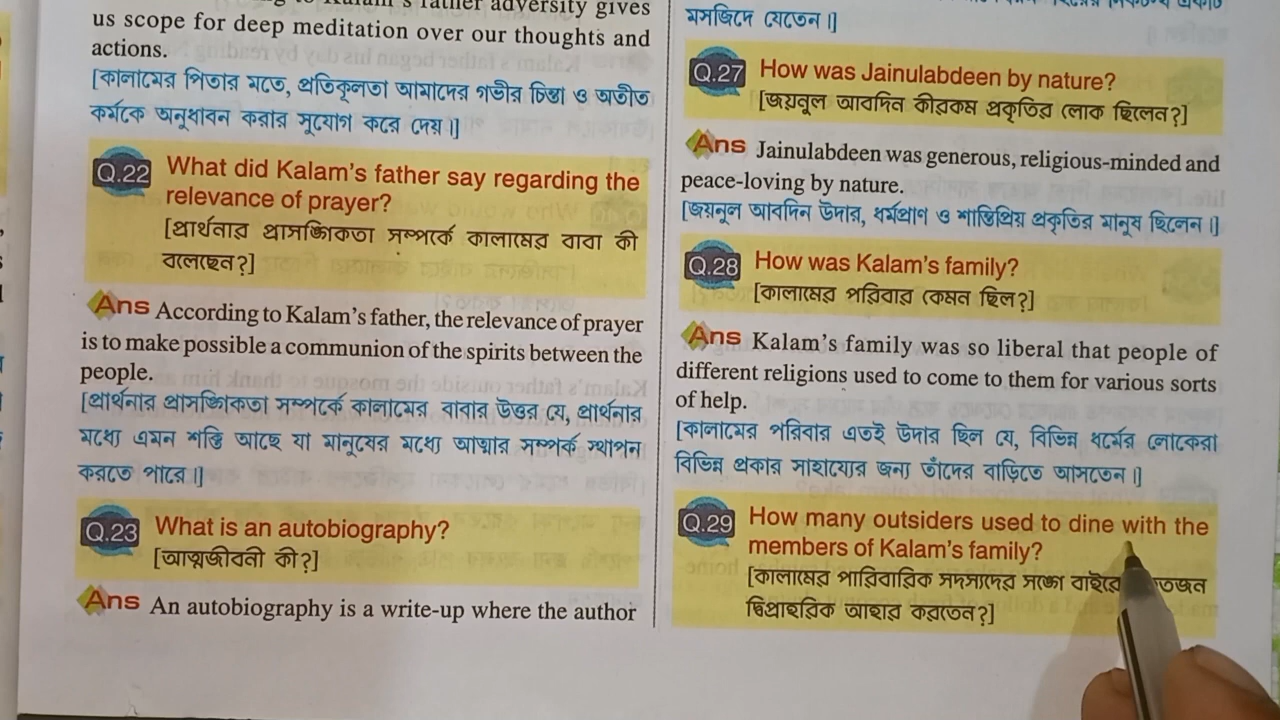 to Kalam's father adversity gives
us scope for deep meditation over our thoughts and
actions.
[কালামের পিতার মতে, প্রতিকূলতা আমাদের গভীর চিন্তা ও অতীত
কর্মকে অনুধাবন করার সুযোগ করে দেয়।]
Q.22 What did Kalam's father say regarding the
relevance of prayer?
[প্রার্থনার প্রাসঙ্গিকতা সম্পর্কে কালামের বাবা কী
বলেছেন?]
Ans According to Kalam's father, the relevance of prayer
is to make possible a communion of the spirits between the
people.
[প্রার্থনার প্রাসঙ্গিকতা সম্পর্কে কালামের বাবার উত্তর যে, প্রার্থনার
মধ্যে এমন শক্তি আছে যা মানুষের মধ্যে আত্মার সম্পর্ক স্থাপন
করতে পারে।]
Q.23 What is an autobiography?
[আত্মজীবনী কী?]
Ans An autobiography is a write-up where the author
মসজিদে যেতেন।]
Q.27 How was Jainulabdeen by nature?
[জয়নুল আবদিন কীরকম প্রকৃতির লোক ছিলেন?]
Ans Jainulabdeen was generous, religious-minded and
peace-loving by nature.
[জয়নুল আবদিন উদার, ধর্মপ্রাণ ও শান্তিপ্রিয় প্রকৃতির মানুষ ছিলেন।]
Q.28 How was Kalam's family?
[কালামের পরিবার কেমন ছিল?]
Ans Kalam's family was so liberal that people of
different religions used to come to them for various sorts
of help.
[কালামের পরিবার এতই উদার ছিল যে, বিভিন্ন ধর্মের লোকেরা
বিভিন্ন প্রকার সাহায্যের জন্য তাঁদের বাড়িতে আসতেন।]
Q.29 How many outsiders used to dine with the
members of Kalam's family?
[কালামের পারিবারিক সদস্যদের সঙ্গে
দ্বিপ্রাহরিক আহার করতেন?]